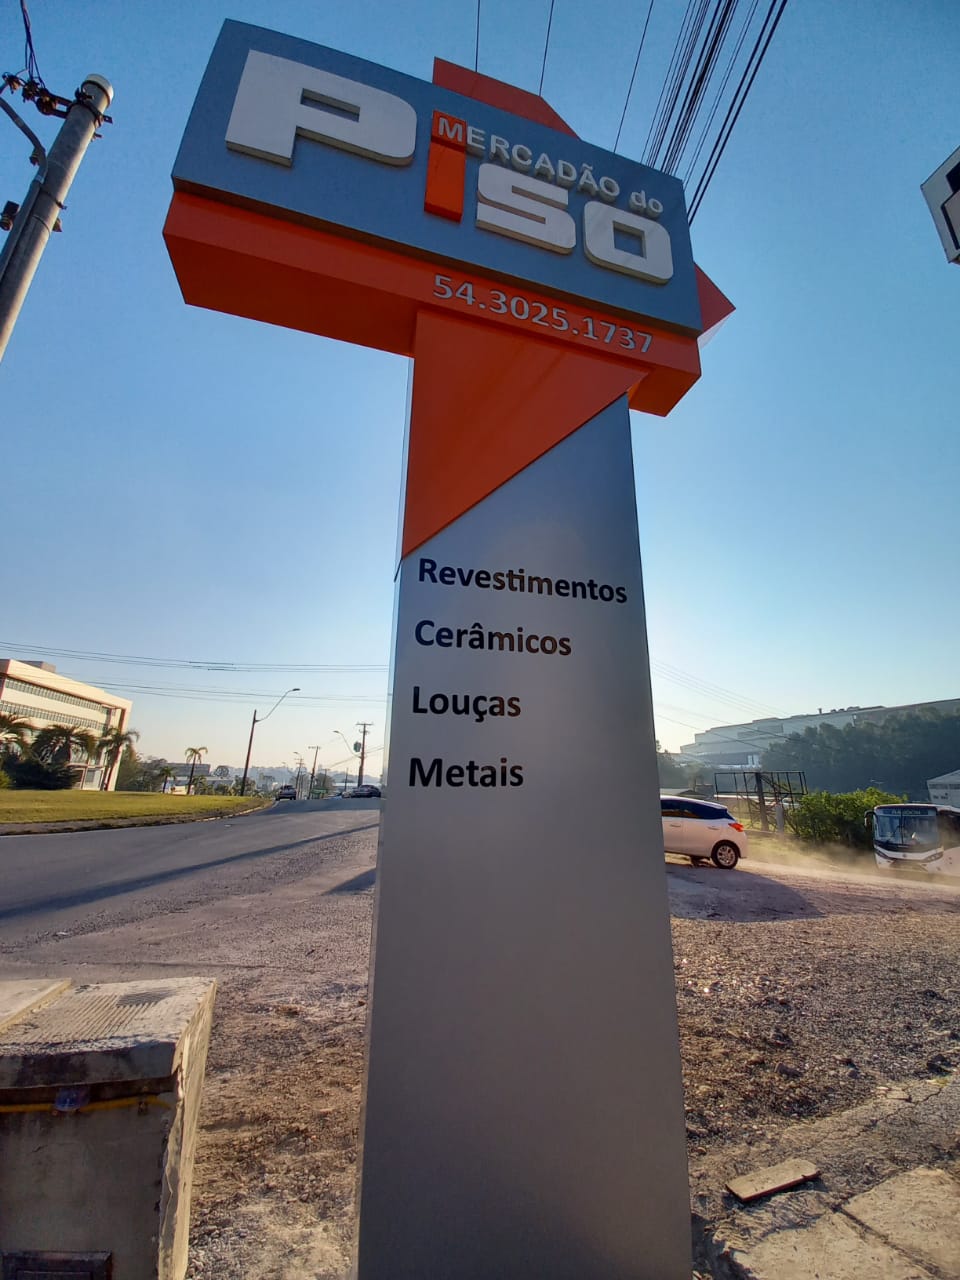 MERCADÃO do
PiSO
54.3025.1737
Revestimentos
Cerâmicos
Louças
Metais